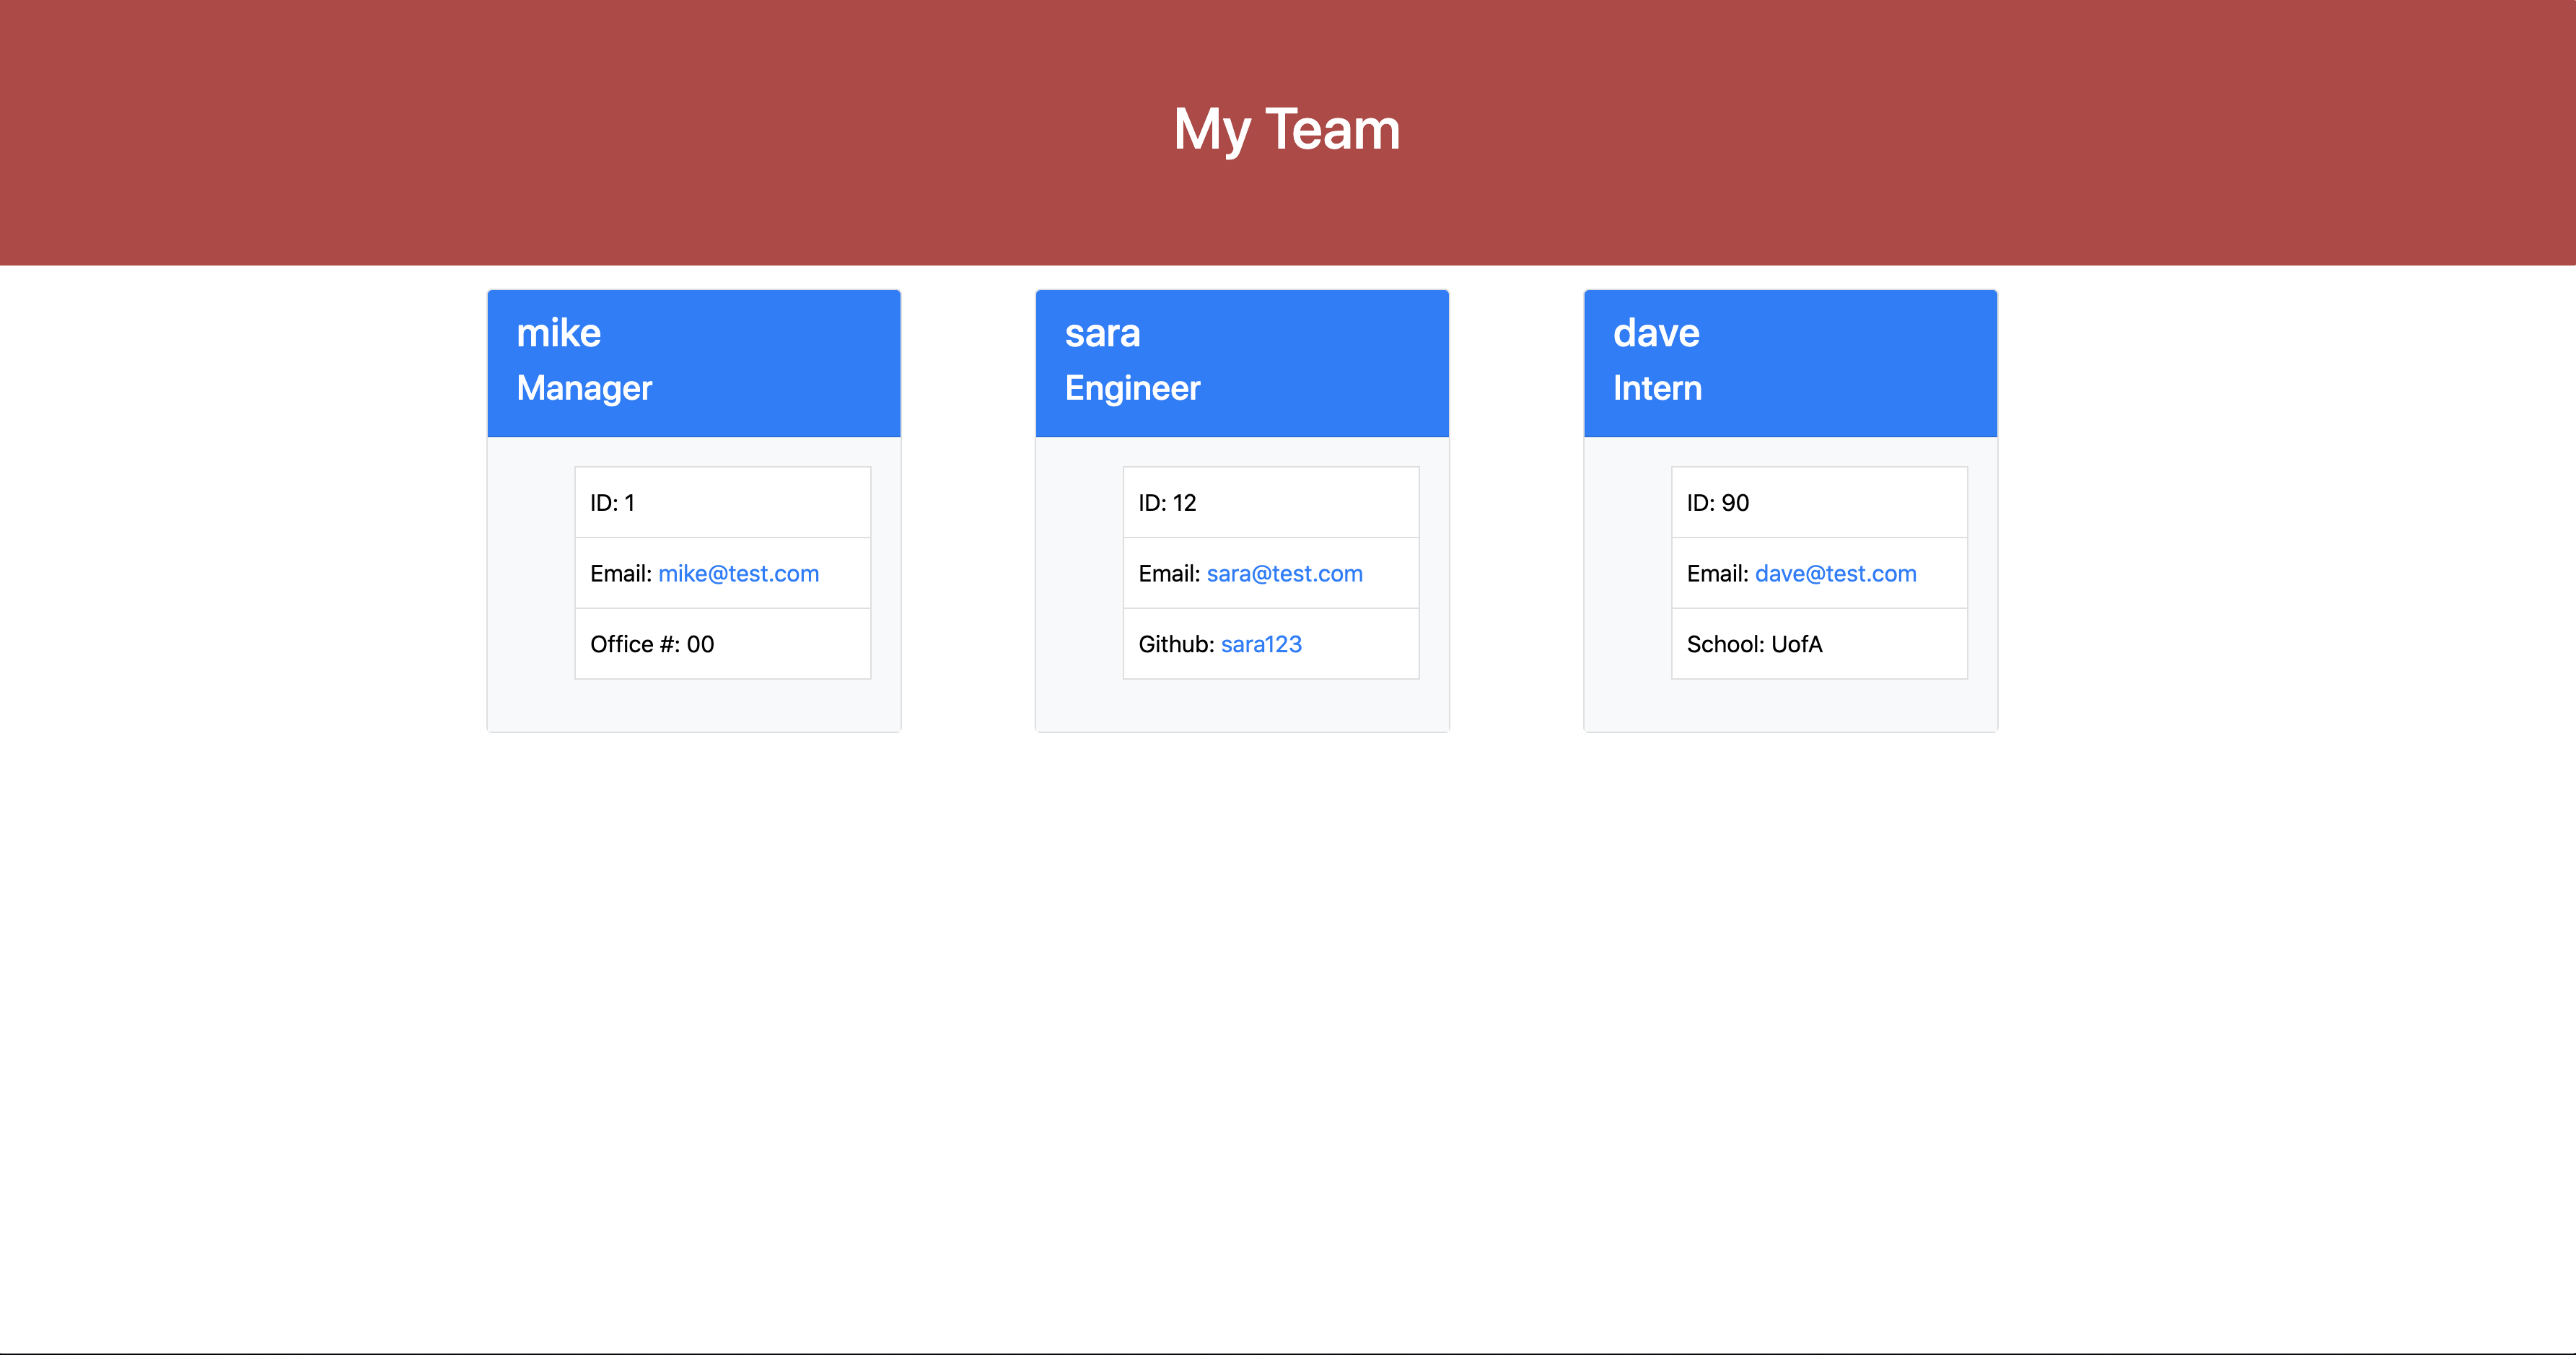 My Team
mike
Manager
ID: 1
Email: mike@test.com
Office #: 00
sara
Engineer
ID: 12
Email: sara@test.com
Github: sara123
dave
Intern
ID: 90
Email: dave@test.com
School: UofA